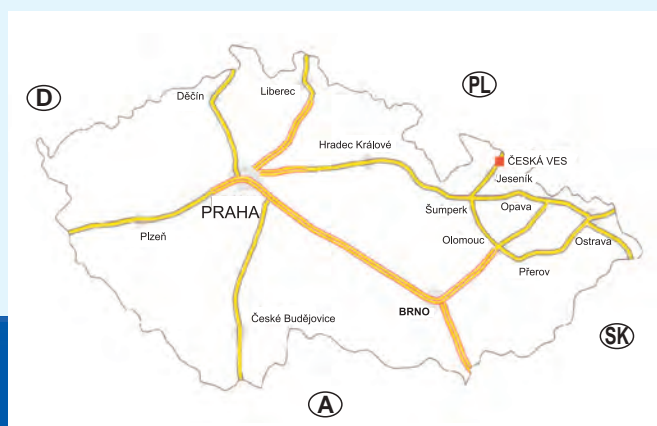 D
PL
Děčín
Liberec
Hradec Králové
ČESKÁ VES
Jeseník
PRAHA
Šumperk
Opava
Plzeň
Olomouc
Ostrava
Přerov
BRNO
České Budějovice
SK
A